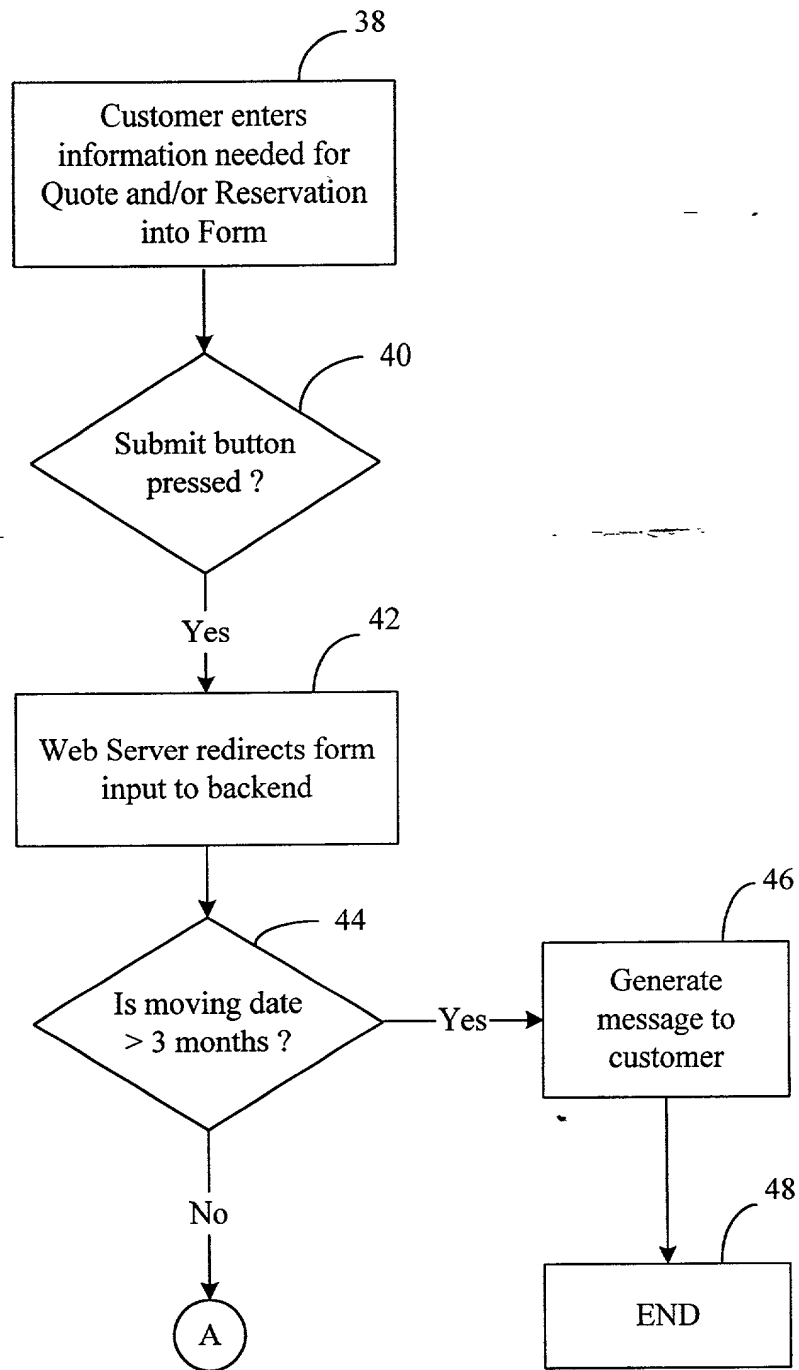 38
Customer enters
information needed for
Quote and/or Reservation
into Form
40
Submit button
pressed ?
Yes
42
Web Server redirects form
input to backend
44
Is moving date
> 3 months ?
Yes
46
Generate
message to
customer
No
48
A
END